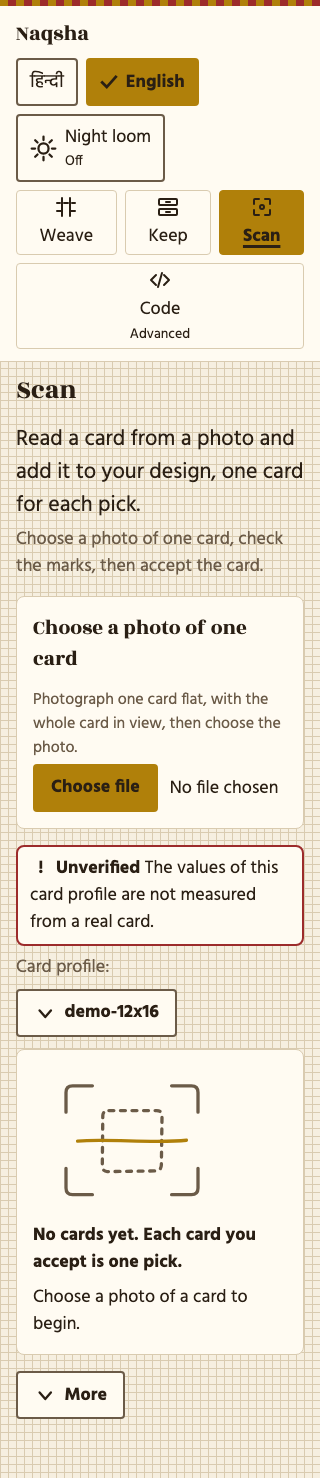 Naqsha
हिन्दी
English
Night loom
Off
Weave
Keep
Scan
Code
Advanced
Scan
Read a card from a photo and
add it to your design, one card
for each pick.
Choose a photo of one card, check
the marks, then accept the card.
Choose a photo of one
card
Photograph one card flat, with the
whole card in view, then choose the
photo.
Choose file No file chosen
! Unverified The values of this
card profile are not measured
from a real card.
Card profile:
demo-12x16
No cards yet. Each card you
accept is one pick.
Choose a photo of a card to
begin.
More